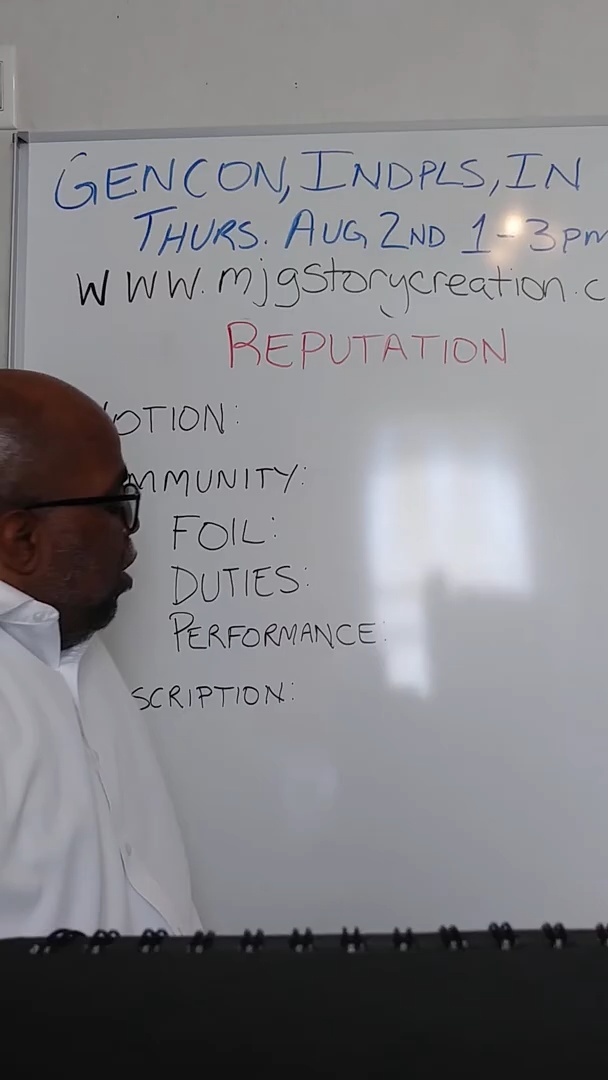 GENCON, INDPLS, IN
THURS. AUG 2ND 1-3pm
WWW.mjgstorycreation.c
REPUTATION
OTION:
MMUNITY:
FOIL:
DUTIES:
PERFORMANCE:
SCRIPTION: